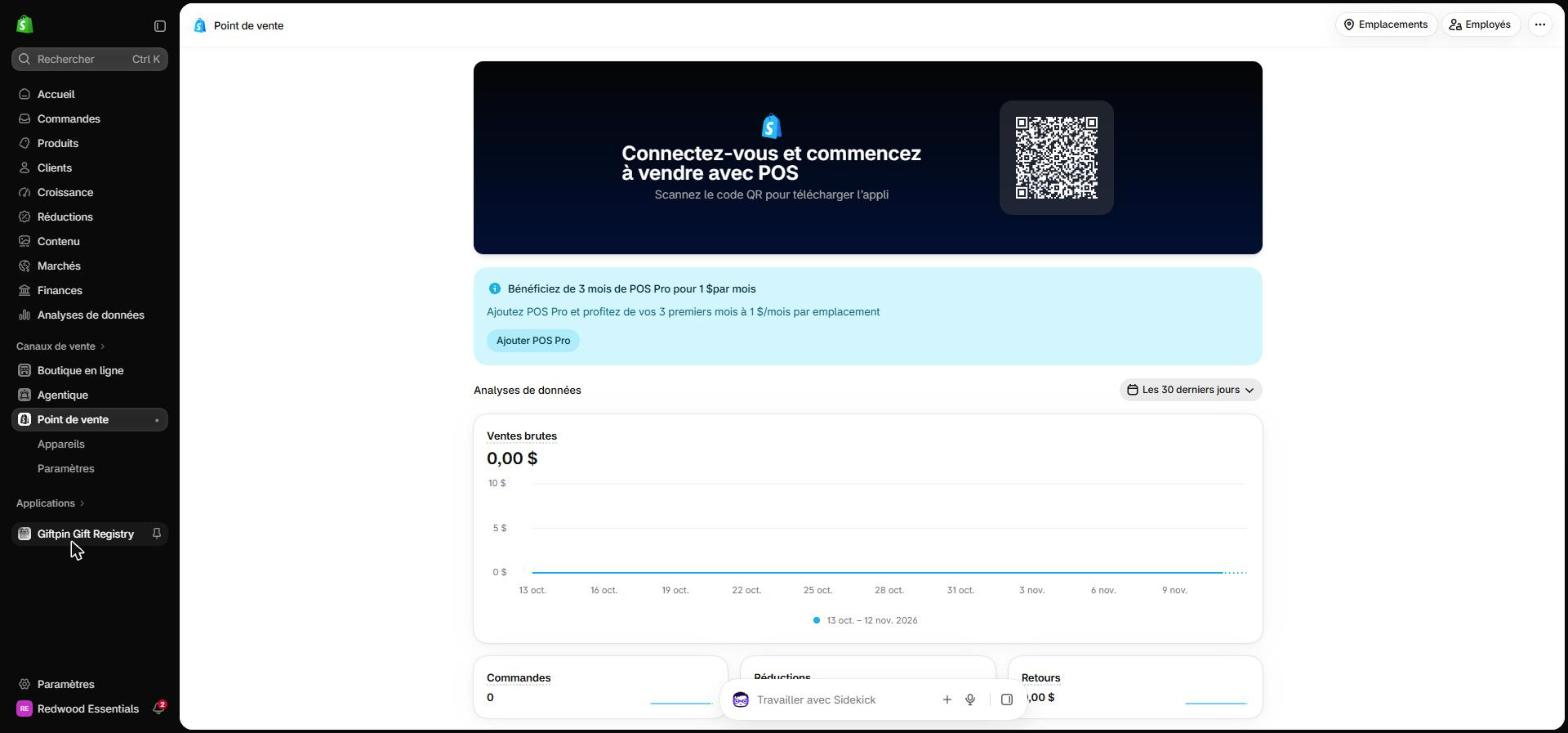 Rechercher Ctrl K
Accueil
Commandes
Produits
Clients
Croissance
Réductions
Contenu
Marchés
Finances
Analyses de données
Canaux de vente
Boutique en ligne
Agentique
Point de vente
Appareils
Paramètres
Applications
Giftpin Gift Registry
Paramètres
RE Redwood Essentials 2
Point de vente
Emplacements Employés
Connectez-vous et commencez
à vendre avec POS
Scannez le code QR pour télécharger l'appli
Bénéficiez de 3 mois de POS Pro pour 1 $par mois
Ajoutez POS Pro et profitez de vos 3 premiers mois à 1 $/mois par emplacement
Ajouter POS Pro
Analyses de données Les 30 derniers jours
Ventes brutes
0,00 $
10 $
5 $
0 $
13 oct. 16 oct. 19 oct. 22 oct. 25 oct. 28 oct. 31 oct. 3 nov. 6 nov. 9 nov.
13 oct. – 12 nov. 2026
Commandes Réductions Retours
0 ,00 $
Travailler avec Sidekick